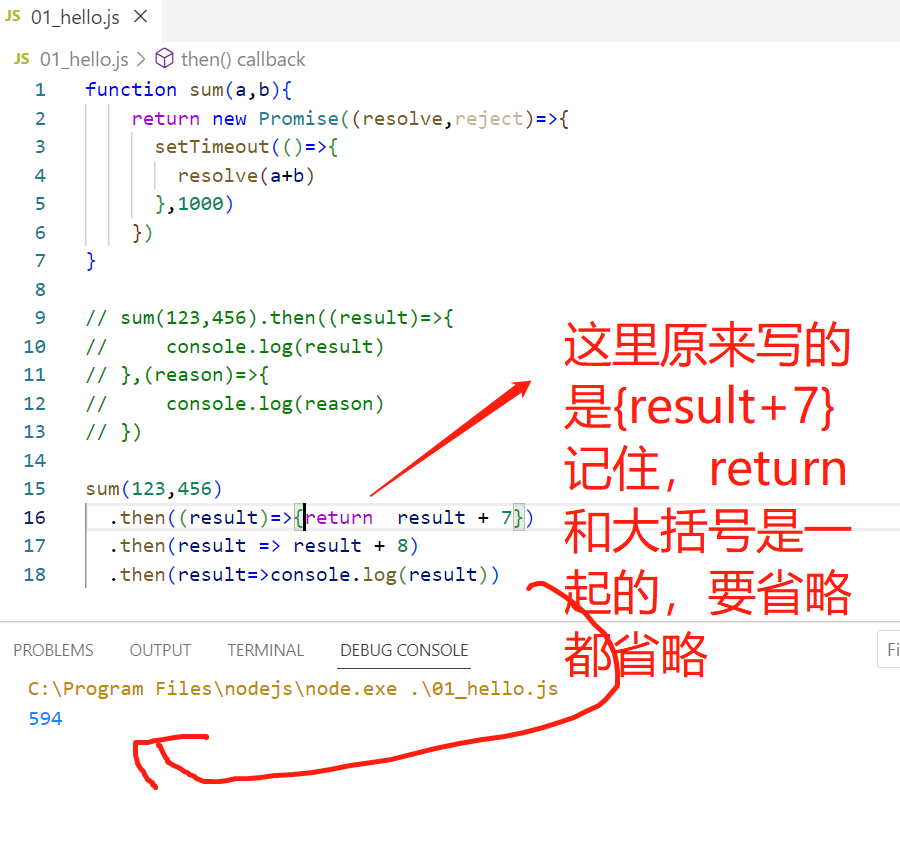 JS 01_hello.js ×
JS 01_hello.js > then() callback
1 function sum(a,b){
2 return new Promise((resolve,reject)=>{
3 setTimeout(()=>{
4 resolve(a+b)
5 },1000)
6 })
7 }
8
9 // sum(123,456).then((result)=>{
10 // console.log(result)
11 // },(reason)=>{
12 // console.log(reason)
13 // })
14
15 sum(123,456)
16 .then((result)=>{return result + 7})
17 .then(result => result + 8)
18 .then(result=>console.log(result))
这里原来写的
是{result+7}
记住，return
和大括号是一
起的，要省略
都省略
PROBLEMS OUTPUT TERMINAL DEBUG CONSOLE Fi
C:\Program Files\nodejs\node.exe .\01_hello.js
594